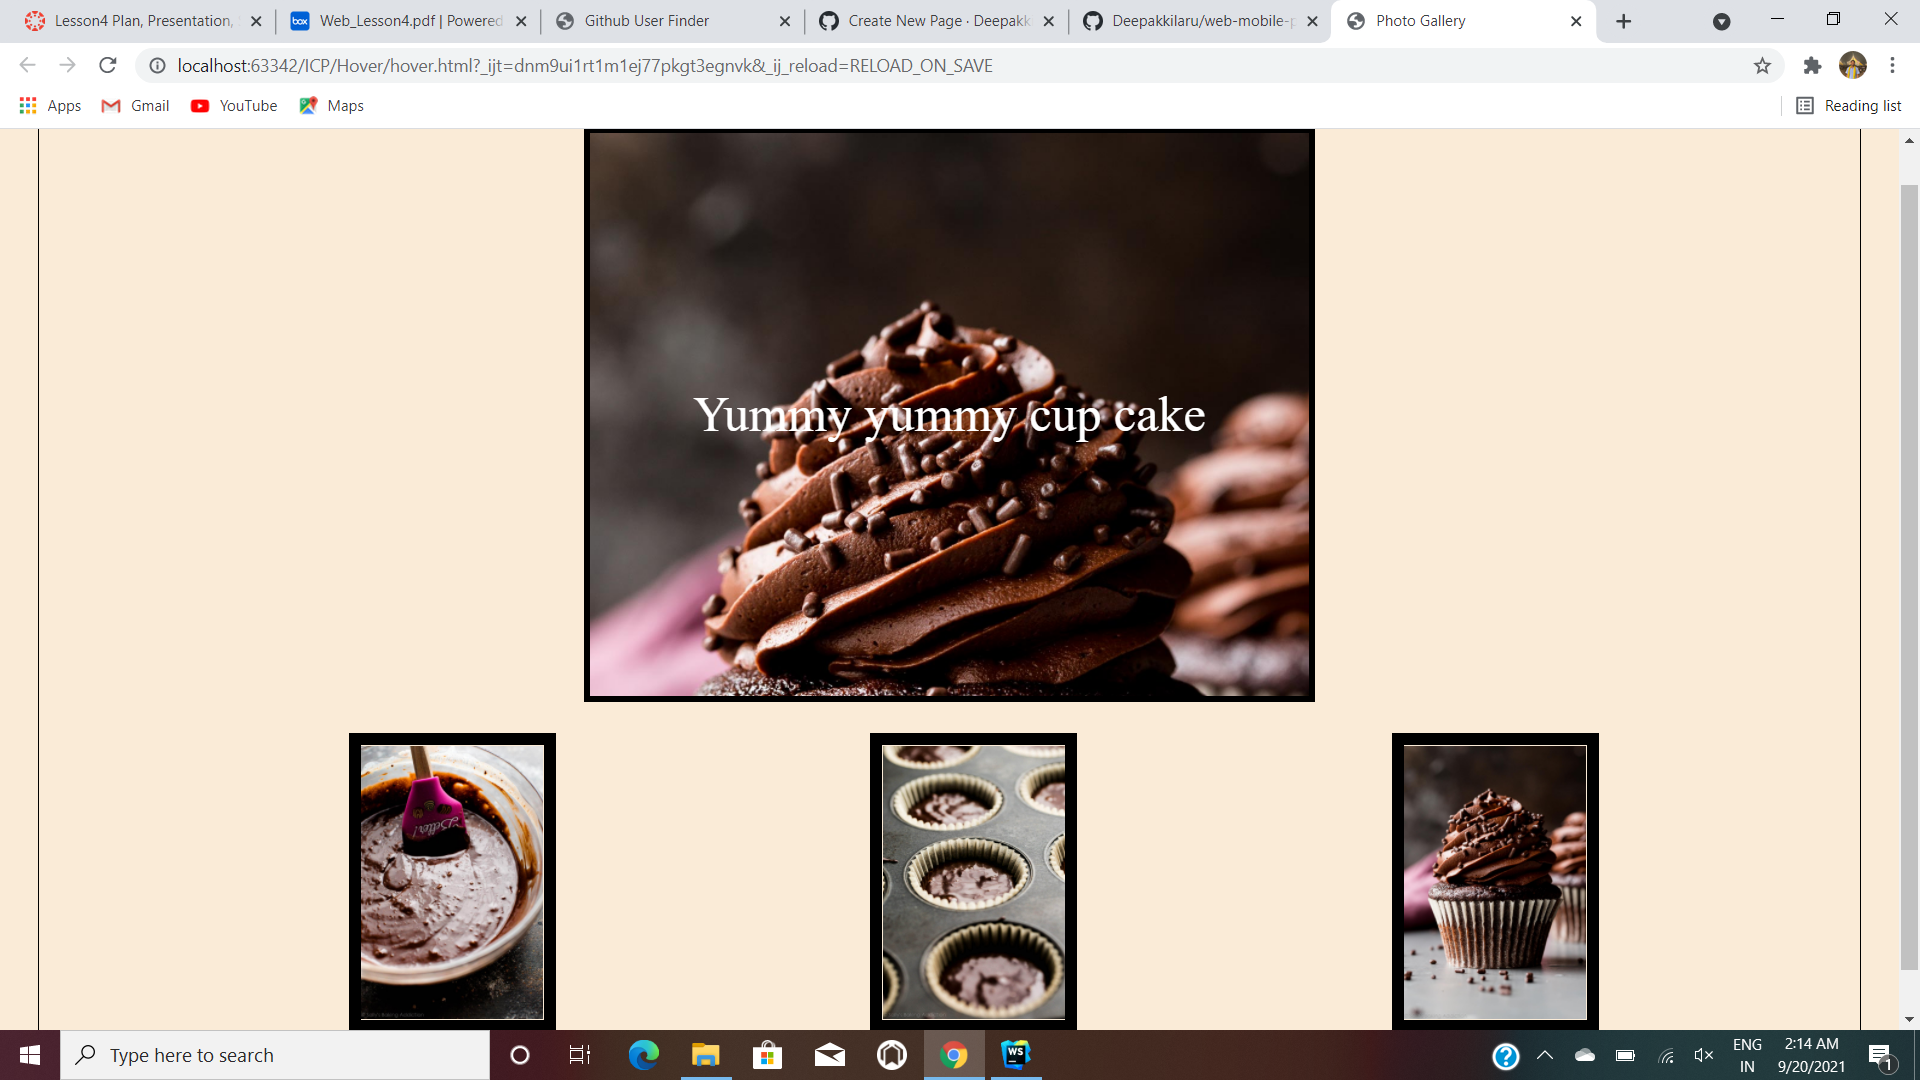 Lesson4 Plan, Presentation,
Web_Lesson4.pdf | Powered
Github User Finder
Create New Page · Deepakk
Deepakkilaru/web-mobile-p
Photo Gallery
localhost:63342/ICP/Hover/hover.html?_ijt=dnm9ui1rt1m1ej77pkgt3egnvk&_ij_reload=RELOAD_ON_SAVE
Apps
Gmail
YouTube
Maps
Reading list
Yummy yummy cup cake
Type here to search
WS
ENG
IN
2:14 AM
9/20/2021
1